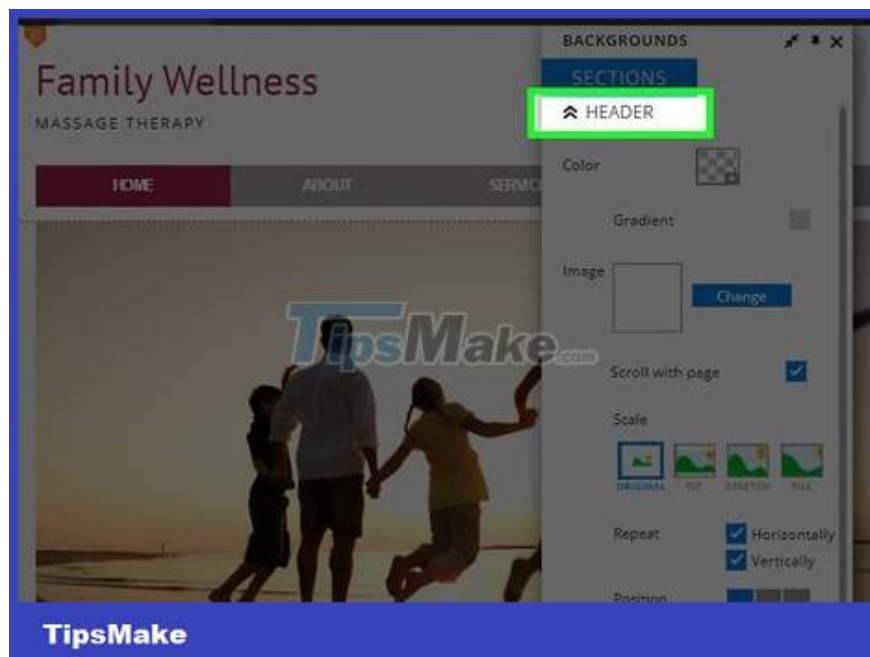 BACKGROUNDS
Family Wellness
SECTIONS
HEADER
MASSAGE THERAPY
Color
HOME ABOUT
Gradient
Image
Change
TipsMake.com
Scroll with page
Scale
ORIGINAL FIT STRETCH FILL
Repeat Horizontally
Vertically
Position
TipsMake